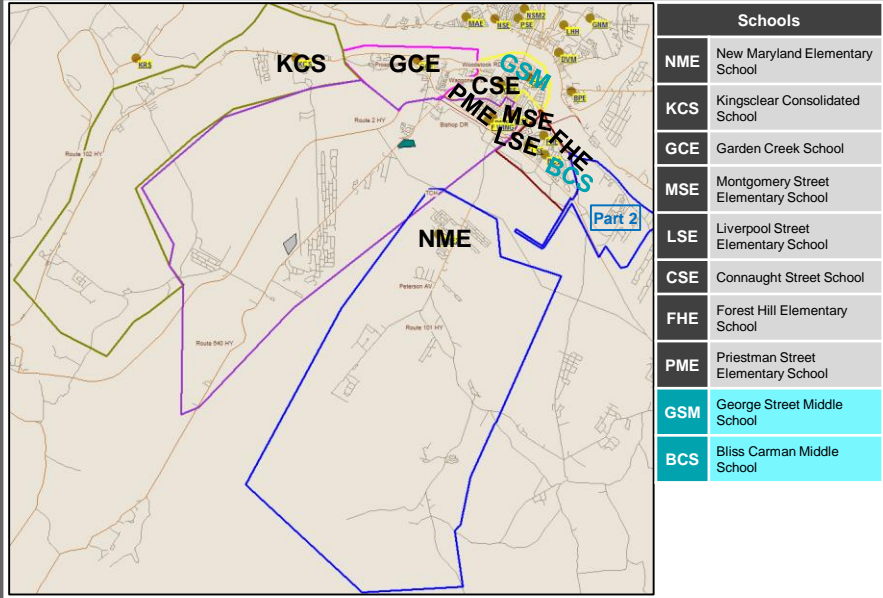 KRS
KCS
GCE
MAE
HSE
NSM2
PSE
LHH
GNM
DVM
BPE
Woodstock RD
GSM
CSE
PME
MSE
LSE
FHE
BCS
Route 2 HY
Bishop DR
Route 102 HY
TCH
Part 2
NME
Peterson AV
Route 101 HY
Route 640 HY
Schools
NME
New Maryland Elementary
School
KCS
Kingsclear Consolidated
School
GCE
Garden Creek School
MSE
Montgomery Street
Elementary School
LSE
Liverpool Street
Elementary School
CSE
Connaught Street School
FHE
Forest Hill Elementary
School
PME
Priestman Street
Elementary School
GSM
George Street Middle
School
BCS
Bliss Carman Middle
School